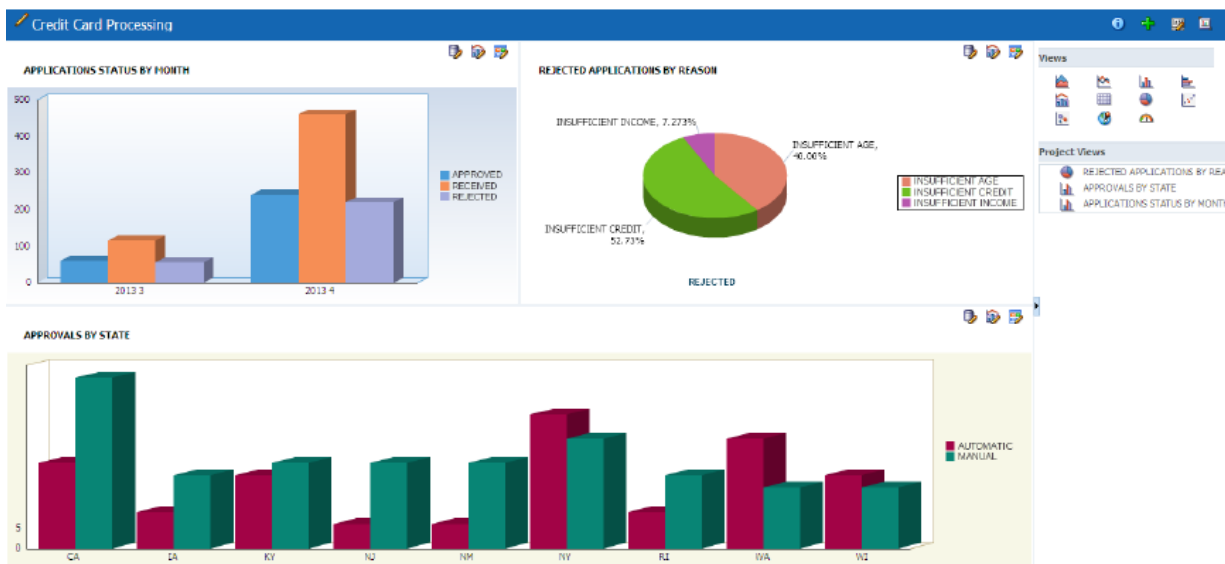 Credit Card Processing
APPLICATIONS STATUS BY MONTH
500
400
300
200
100
0
2013 3
2013 4
APPROVED
RECEIVED
REJECTED
REJECTED APPLICATIONS BY REASON
INSUFFICIENT INCOME, 7.273%
INSUFFICIENT AGE,
40.00%
INSUFFICIENT CREDIT,
52.73%
REJECTED
INSUFFICIENT AGE
INSUFFICIENT CREDIT
INSUFFICIENT INCOME
Views
Project Views
REJECTED APPLICATIONS BY REA
APPROVALS BY STATE
APPLICATIONS STATUS BY MONTH
APPROVALS BY STATE
5
0
CA
IA
KY
NJ
NM
NY
RI
WA
WI
AUTOMATIC
MANUAL